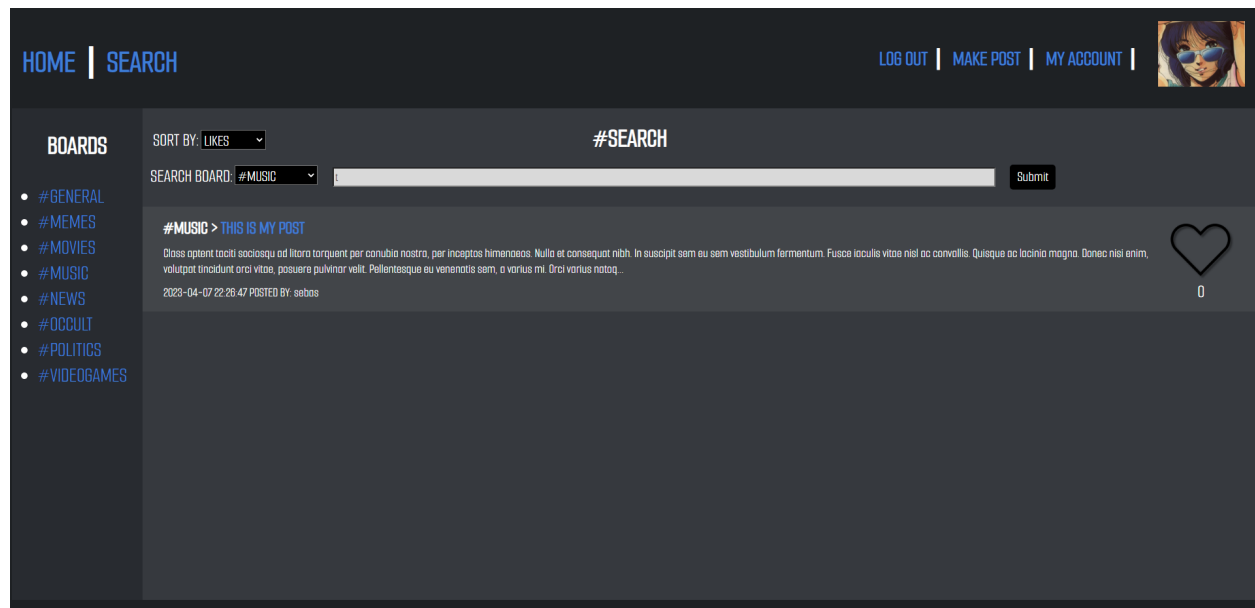 HOME | SEARCH
LOG OUT | MAKE POST | MY ACCOUNT |
BOARDS
#GENERAL
#MEMES
#MOVIES
#MUSIC
#NEWS
#OCCULT
#POLITICS
#VIDEOGAMES
SORT BY: LIKES
#SEARCH
SEARCH BOARD: #MUSIC
t
Submit
#MUSIC > THIS IS MY POST
Class aptent taciti sociosqu ad litora torquent per conubia nostra, per inceptos himenaeos. Nulla et consequat nibh. In suscipit sem eu sem vestibulum fermentum. Fusce iaculis vitae nisl ac convallis. Quisque ac lacinia magna. Donec nisi enim,
volutpat tincidunt orci vitae, posuere pulvinar velit. Pellentesque eu venenatis sem, a varius mi. Orci varius natoq...
2023-04-07 22:26:47 POSTED BY: sebas
0